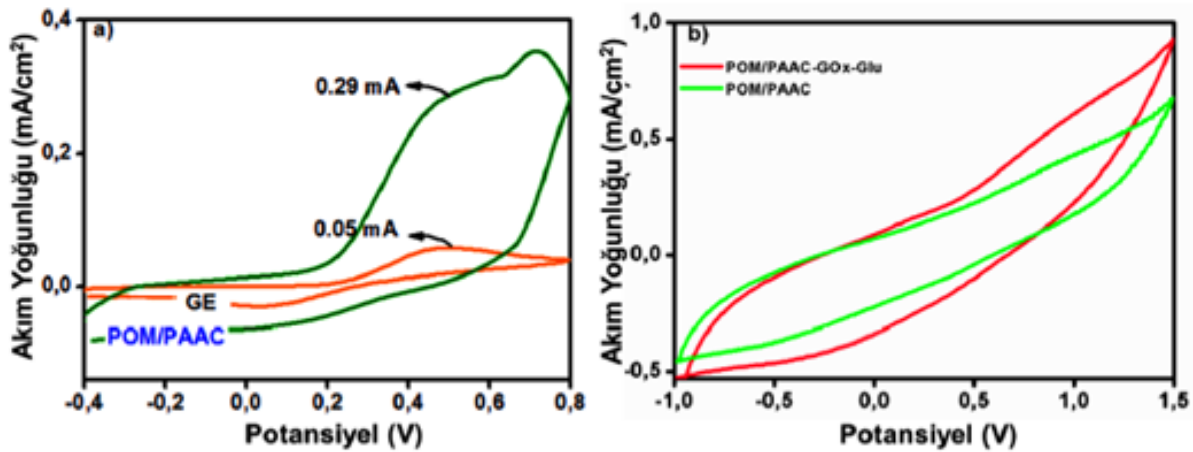 a)
0,4
0,2
0,0
Akım Yoğunluğu (mA/cm²)
0.29 mA
0.05 mA
GE
POM/PAAC
-0,4 -0,2 0,0 0,2 0,4 0,6 0,8
Potansiyel (V)
b)
1,0
0,5
0,0
-0,5
Akım Yoğunluğu (mA/cm²)
POM/PAAC-GOx-Glu
POM/PAAC
-1,0 -0,5 0,0 0,5 1,0 1,5
Potansiyel (V)